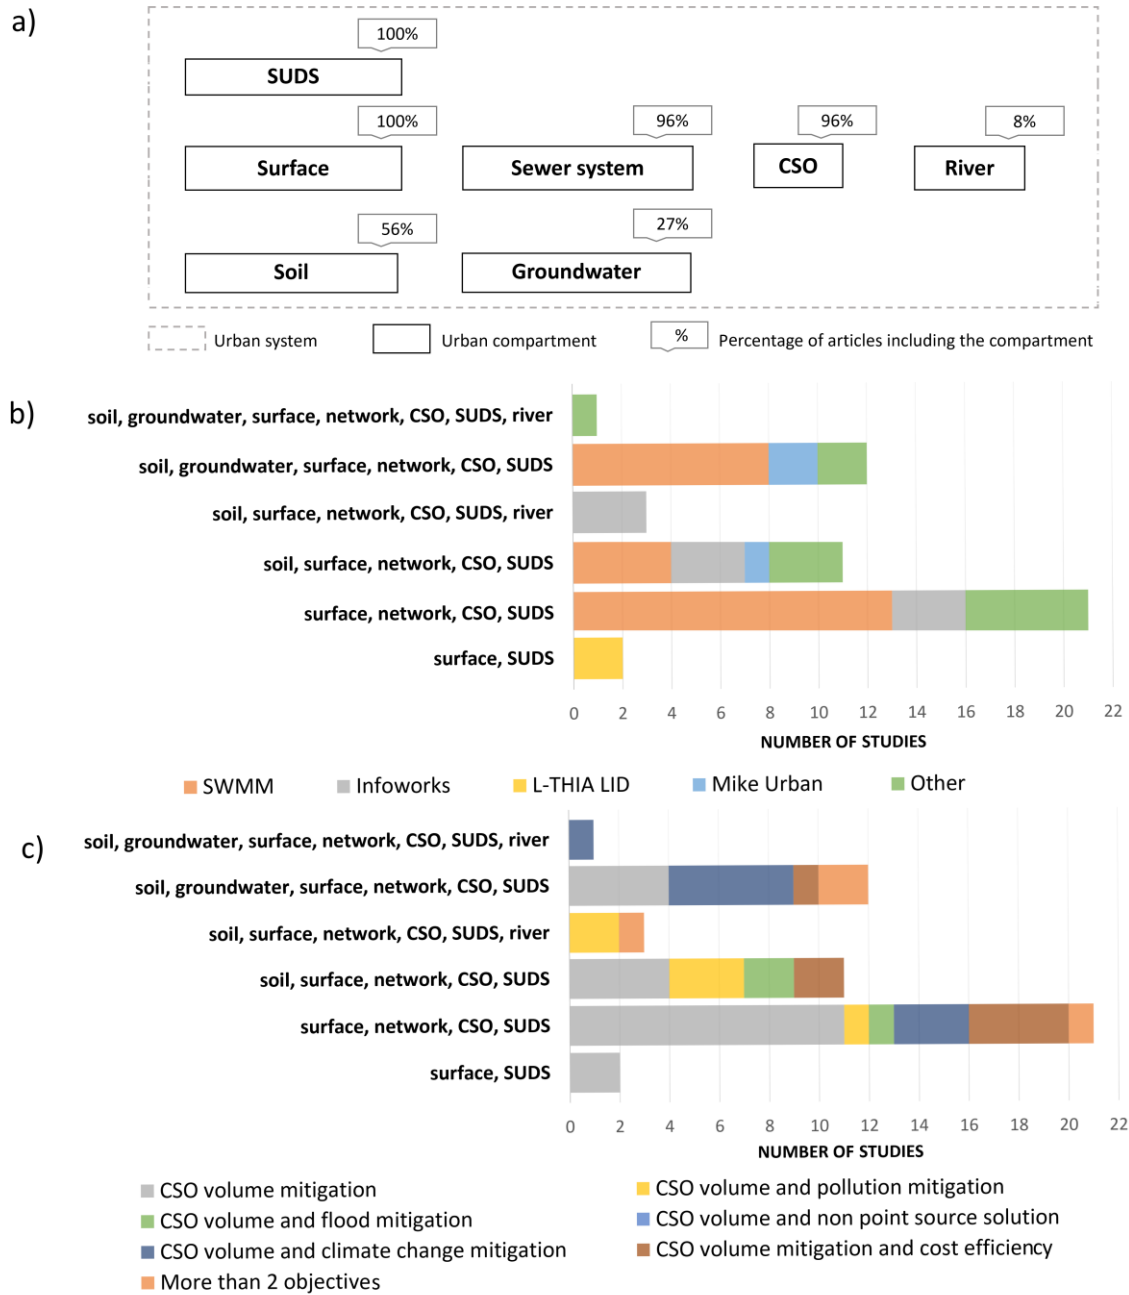 a)
100%
SUDS
100%
96%
96%
8%
Surface
Sewer system
CSO
River
56%
27%
Soil
Groundwater
Urban system
Urban compartment
%
Percentage of articles including the compartment
b)
soil, groundwater, surface, network, CSO, SUDS, river
soil, groundwater, surface, network, CSO, SUDS
soil, surface, network, CSO, SUDS, river
soil, surface, network, CSO, SUDS
surface, network, CSO, SUDS
surface, SUDS
0 2 4 6 8 10 12 14 16 18 20 22
NUMBER OF STUDIES
SWMM
Infoworks
L-THIA LID
Mike Urban
Other
c)
soil, groundwater, surface, network, CSO, SUDS, river
soil, groundwater, surface, network, CSO, SUDS
soil, surface, network, CSO, SUDS, river
soil, surface, network, CSO, SUDS
surface, network, CSO, SUDS
surface, SUDS
0 2 4 6 8 10 12 14 16 18 20 22
NUMBER OF STUDIES
CSO volume mitigation
CSO volume and pollution mitigation
CSO volume and flood mitigation
CSO volume and non point source solution
CSO volume and climate change mitigation
CSO volume mitigation and cost efficiency
More than 2 objectives